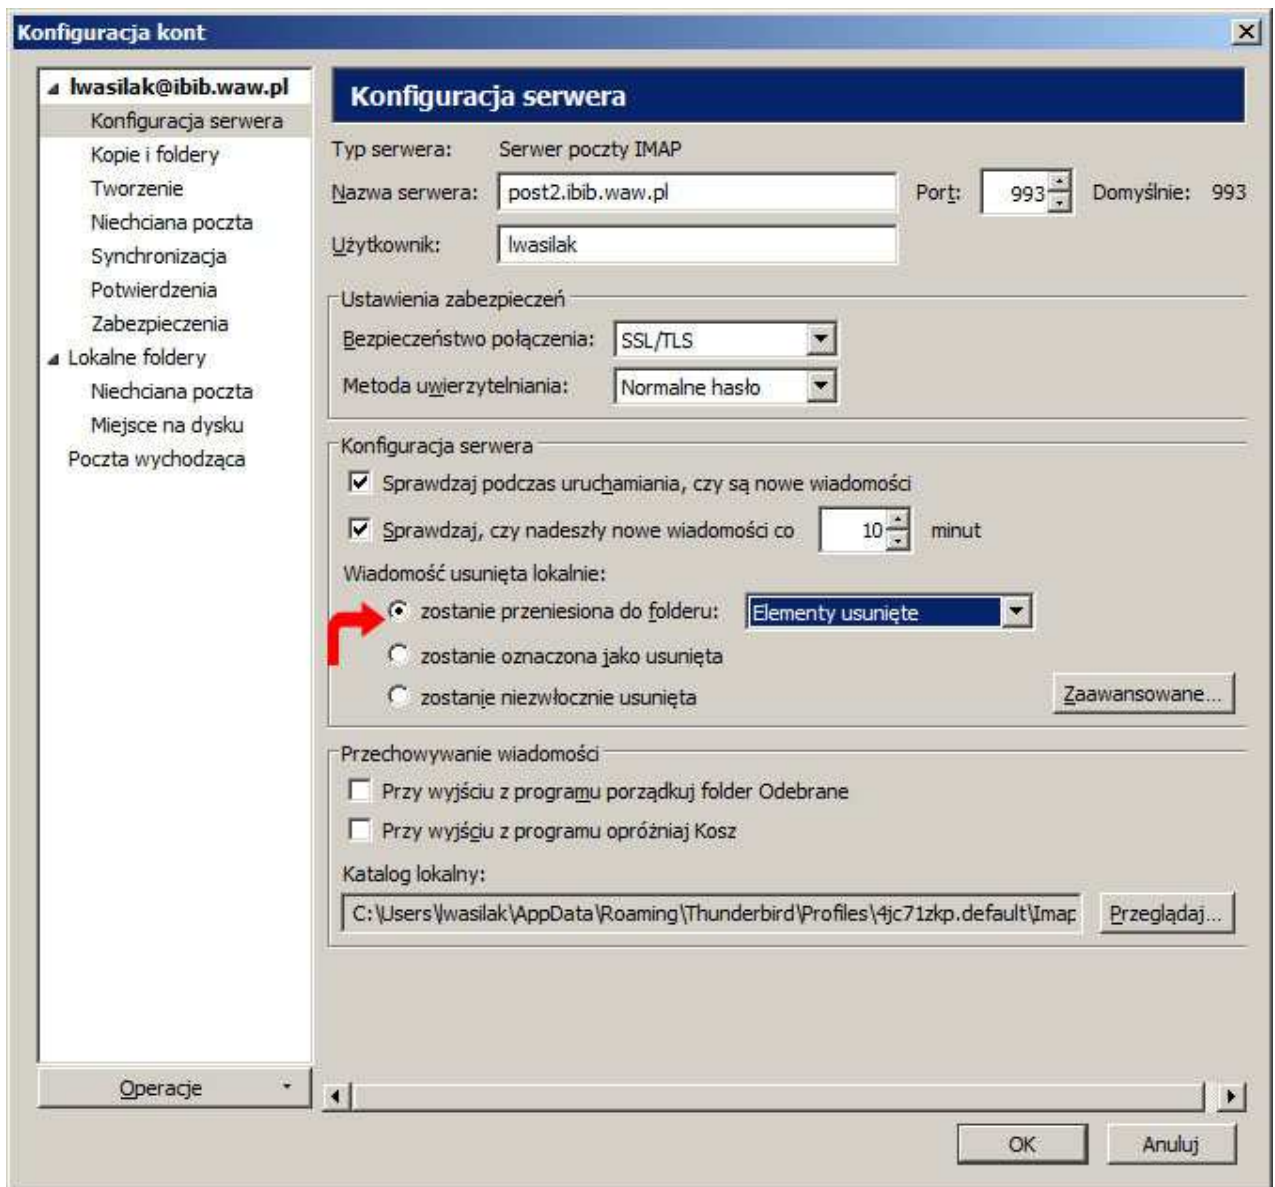 Konfiguracja kont
lwasilak@ibib.waw.pl
Konfiguracja serwera
Kopie i foldery
Tworzenie
Niechciana poczta
Synchronizacja
Potwierdzenia
Zabezpieczenia
Lokalne foldery
Niechciana poczta
Miejsce na dysku
Poczta wychodząca
Operacje
Konfiguracja serwera
Typ serwera: Serwer poczty IMAP
Nazwa serwera: post2.ibib.waw.pl Port: 993 Domyślnie: 993
Użytkownik: lwasilak
Ustawienia zabezpieczeń
Bezpieczeństwo połączenia: SSL/TLS
Metoda uwierzytelniania: Normalne hasło
Konfiguracja serwera
Sprawdzaj podczas uruchamiania, czy są nowe wiadomości
Sprawdzaj, czy nadeszły nowe wiadomości co 10 minut
Wiadomość usunięta lokalnie:
zostanie przeniesiona do folderu: Elementy usunięte
zostanie oznaczona jako usunięta
zostanie niezwłocznie usunięta
Zaawansowane...
Przechowywanie wiadomości
Przy wyjściu z programu porządkuj folder Odebrane
Przy wyjściu z programu opróżniaj Kosz
Katalog lokalny:
C:\Users\lwasilak\AppData\Roaming\Thunderbird\Profiles\4jc71zkp.default\Imap Przeglądaj...
OK Anuluj